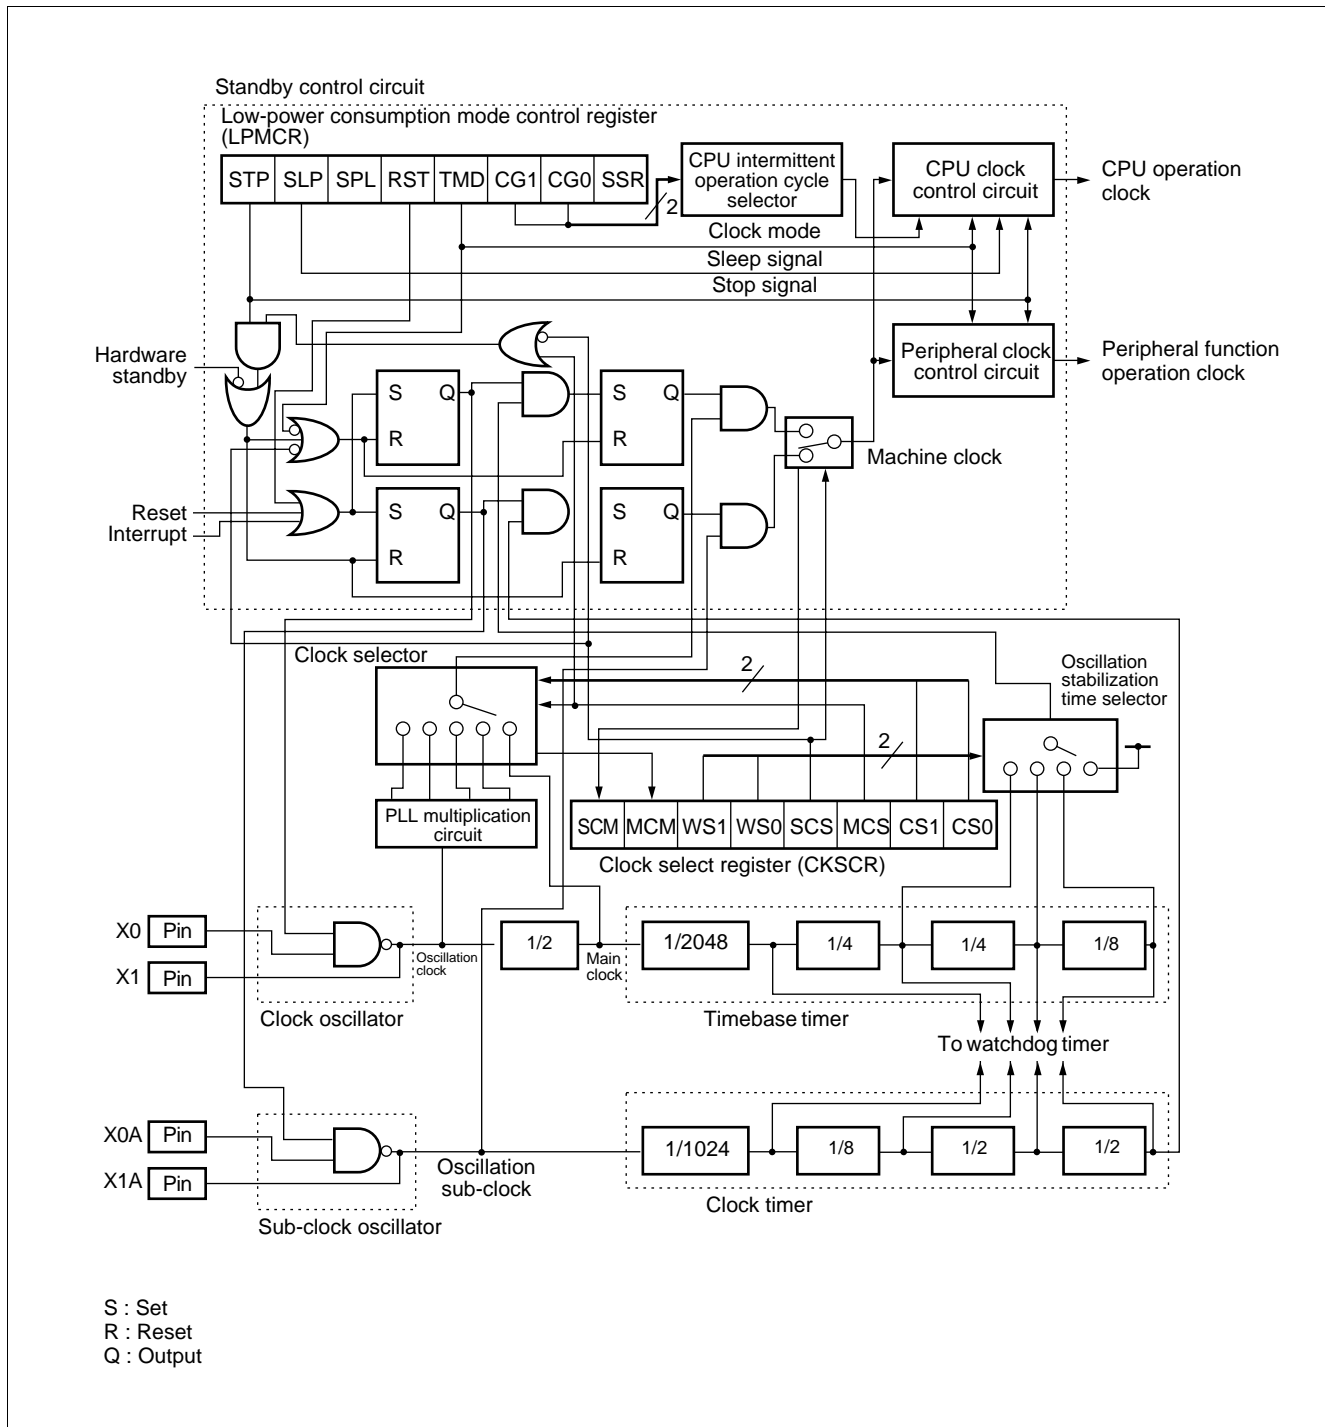 Standby control circuit
Low-power consumption mode control register
(LPMCR)
STP SLP SPL RST TMD CG1 CG0 SSR
2
CPU intermittent
operation cycle
selector
CPU clock
control circuit
CPU operation
clock
Clock mode
Sleep signal
Stop signal
Hardware
standby
Peripheral clock
control circuit
Peripheral function
operation clock
S Q
R
S Q
R
Machine clock
Reset
Interrupt
S Q
R
S Q
R
Clock selector
2
Oscillation
stabilization
time selector
2
PLL multiplication
circuit
SCM MCM WS1 WS0 SCS MCS CS1 CS0
Clock select register (CKSCR)
X0 Pin
X1 Pin
Oscillation
clock
1/2
Main
clock
1/2048
1/4
1/4
1/8
Clock oscillator
Timebase timer
To watchdog timer
X0A Pin
X1A Pin
Oscillation
sub-clock
1/1024
1/8
1/2
1/2
Clock timer
Sub-clock oscillator
S : Set
R : Reset
Q : Output